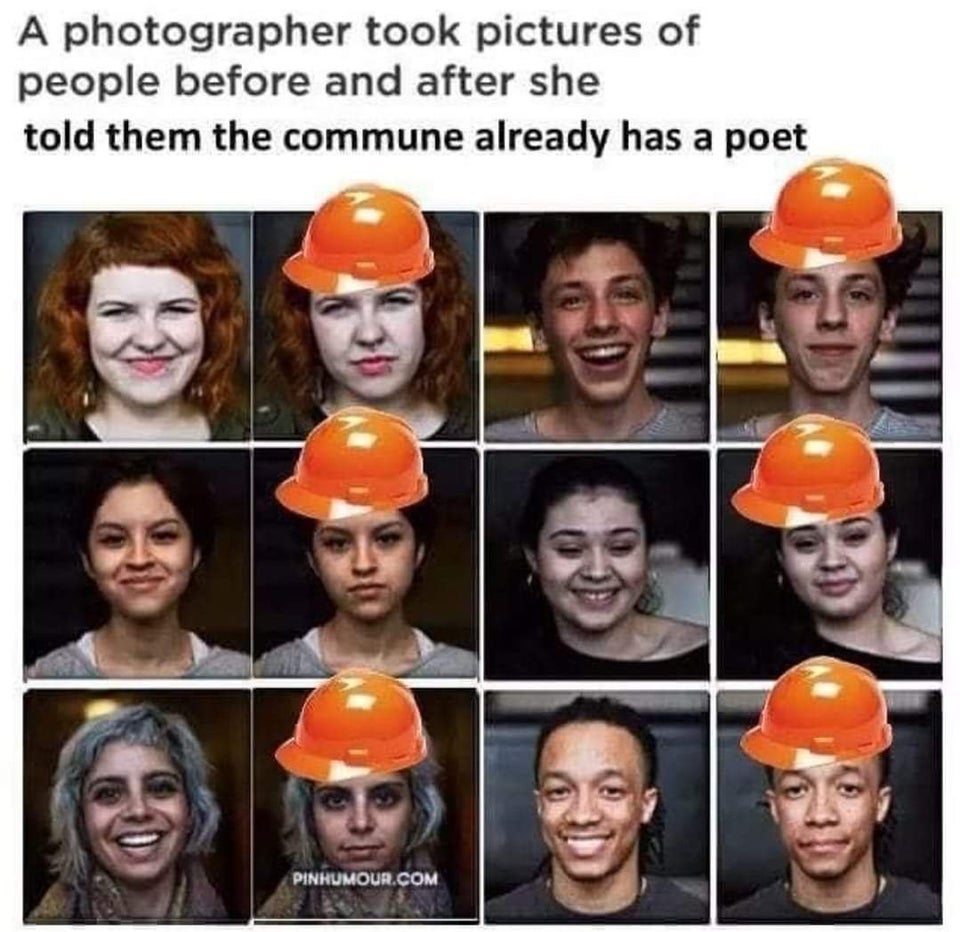 A photographer took pictures of
people before and after she
told them the commune already has a poet
PINHUMOUR.COM